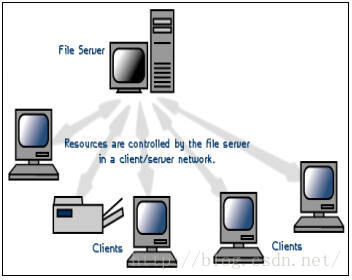 File Server
Resources are controlled by the file server
in a client/server network.
Clients
Clients
http://blog.csdn.net/